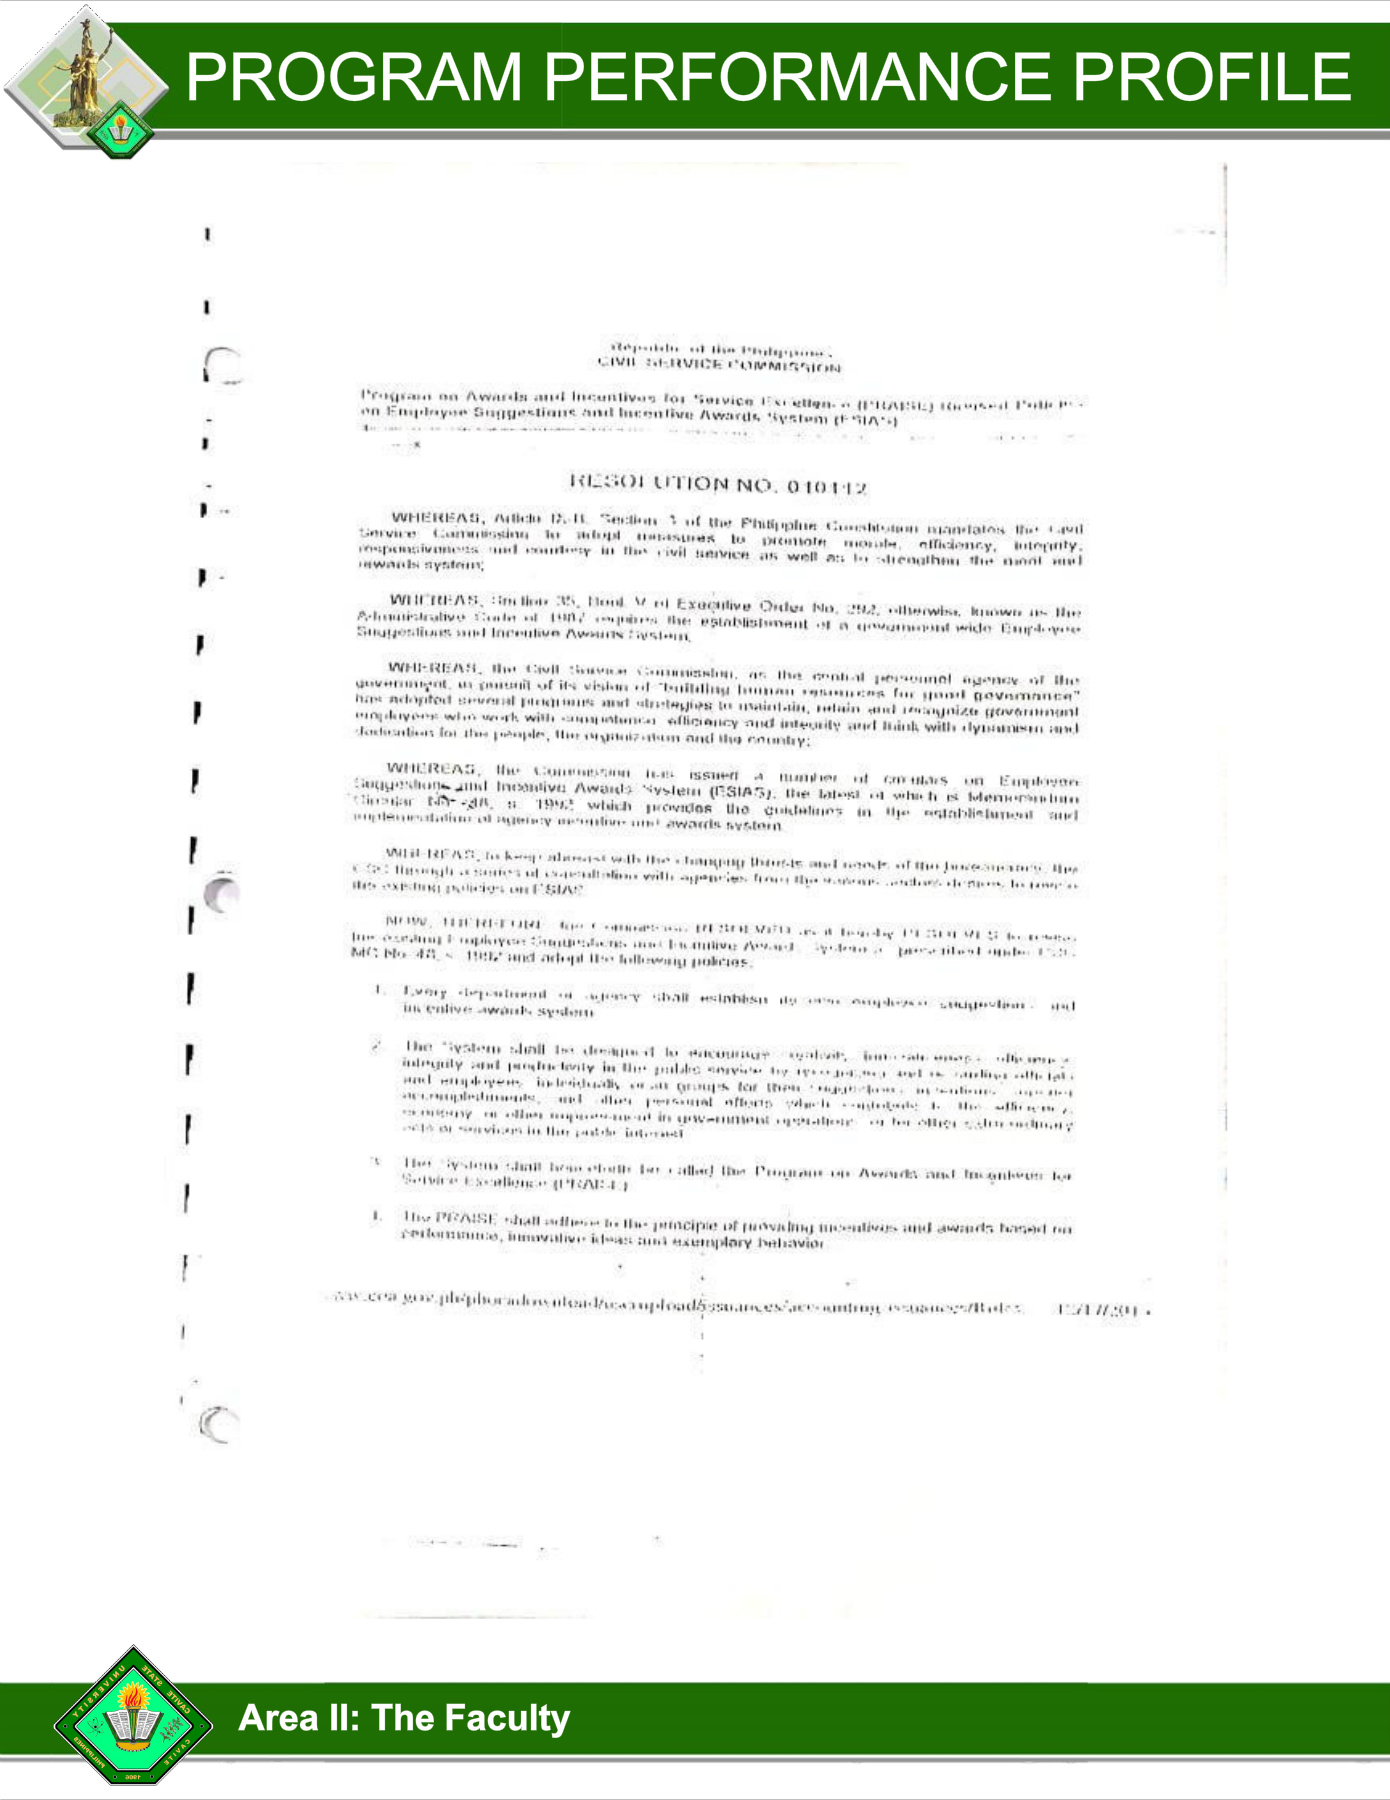 PROGRAM PERFORMANCE PROFILE
Republic of the Philippines
CIVIL SERVICE COMMISSION
Program on Awards and Incentives for Service Excellence (PRAISE) Revised Policies
on Employee Suggestions and Incentive Awards System (ESIAS)
x
RESOLUTION NO. 010112
WHEREAS, Article IX-B, Section 3 of the Philippine Constitution mandates the Civil
Service Commission to adopt measures to promote morale, efficiency, integrity,
responsiveness and courtesy in the civil service as well as to strengthen the merit and
rewards system;
WHEREAS, Section 35, Book V of Executive Order No. 292, otherwise, known as the
Administrative Code of 1987 requires the establishment of a government wide Employee
Suggestions and Incentive Awards System,
WHEREAS, the Civil Service Commission, as the central personnel agency of the
government, in pursuit of its vision of "building human resources for good governance"
has adopted several programs and strategies to maintain, retain and recognize government
employees who work with competence, efficiency and integrity and think with dynamism and
dedication for the people, the organization and the country;
WHEREAS, the Commission has issued a number of circulars on Employee
Suggestions and Incentive Awards System (ESIAS), the latest of which is Memorandum
Circular No. 48, s. 1992 which provides the guidelines in the establishment and
implementation of agency incentive and awards system
WHEREAS, to keep abreast with the changing thrusts and needs of the bureaucracy, the
CSC through a series of consultation with agencies from the various sectors to
the existing policies on ESIAS
NOW, THEREFORE, the Commission RESOLVED as it hereby RESOLVES to
the existing Employee Suggestions and Incentive Awards System as prescribed under CSC
MC No. 48, s. 1992 and adopt the following policies.
1. Every department or agency shall establish its own employee suggestions and
incentive awards system
2. The System shall be designed to encourage creativity, innovativeness, efficiency,
integrity and productivity in the public service by recognizing and rewarding officials
and employees, individually or in groups for their suggestions, inventions, superior
accomplishments, and other personal efforts which contribute to the efficiency,
economy, or other improvement in government operations, or for other extraordinary
acts or services in the public interest
3. The System shall henceforth be called the Program on Awards and Incentives for
Service Excellence (PRAISE)
4. The PRAISE shall adhere to the principle of providing incentives and awards based on
performance, innovative ideas and exemplary behavior
Area II: The Faculty
CAVITE STATE UNIVERSITY
CAVITE PHILIPPINES
1906